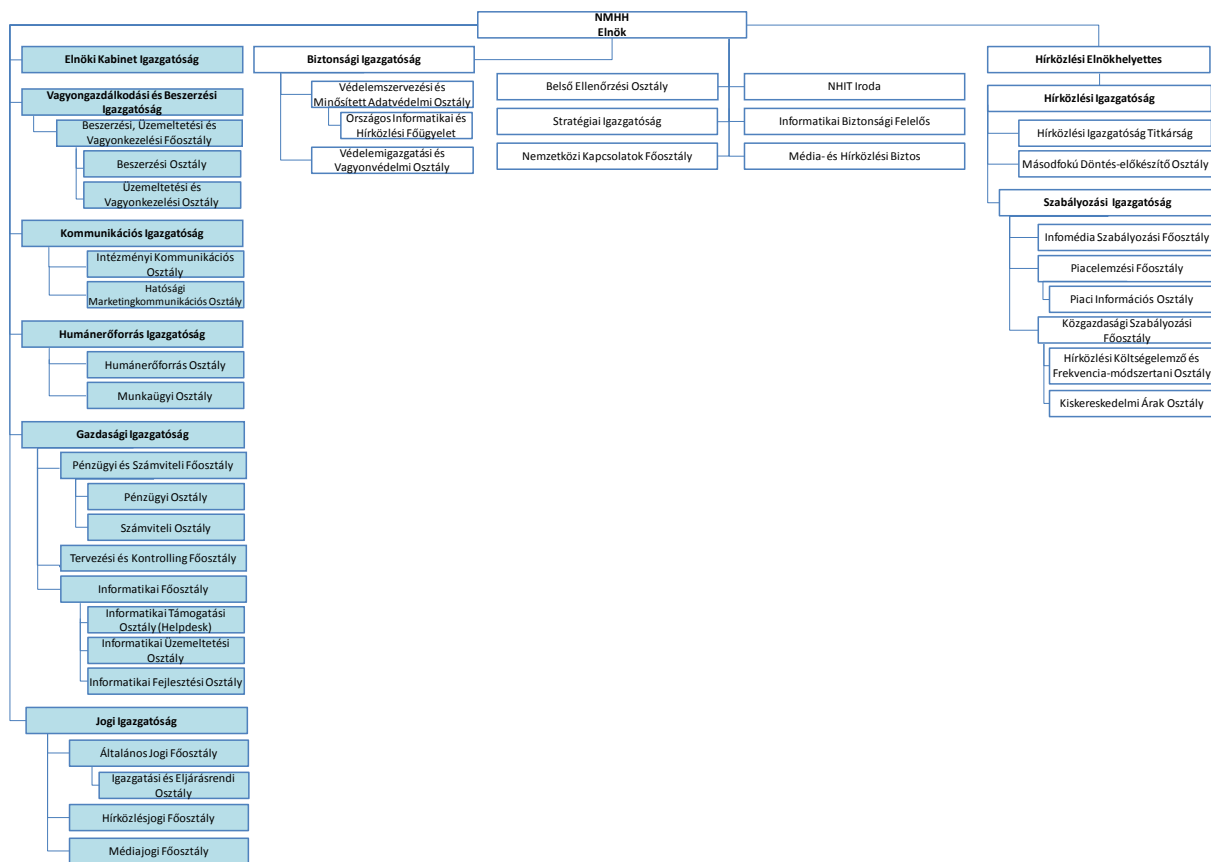 NMHH
Elnök
Elnöki Kabinet Igazgatóság
Vagyongazdálkodási és Beszerzési
Igazgatóság
Beszerzési, Üzemeltetési és
Vagyonkezelési Főosztály
Beszerzési Osztály
Üzemeltetési és
Vagyonkezelési Osztály
Kommunikációs Igazgatóság
Intézményi Kommunikációs
Osztály
Hatósági
Marketingkommunikációs Osztály
Humánerőforrás Igazgatóság
Humánerőforrás Osztály
Munkaügyi Osztály
Gazdasági Igazgatóság
Pénzügyi és Számviteli Főosztály
Pénzügyi Osztály
Számviteli Osztály
Tervezési és Kontrolling Főosztály
Informatikai Főosztály
Informatikai Támogatási
Osztály (Helpdesk)
Informatikai Üzemeltetési
Osztály
Informatikai Fejlesztési Osztály
Jogi Igazgatóság
Általános Jogi Főosztály
Igazgatási és Eljárásrendi
Osztály
Hírközlésjogi Főosztály
Médiajogi Főosztály
Biztonsági Igazgatóság
Védelemszervezési és
Minősített Adatvédelmi Osztály
Országos Informatikai és
Hírközlési Főügyelet
Védelemigazgatási és
Vagyonvédelmi Osztály
Belső Ellenőrzési Osztály
Stratégiai Igazgatóság
Nemzetközi Kapcsolatok Főosztály
NHIT Iroda
Informatikai Biztonsági Felelős
Média- és Hírközlési Biztos
Hírközlési Elnökhelyettes
Hírközlési Igazgatóság
Hírközlési Igazgatóság Titkárság
Másodfokú Döntés-előkészítő Osztály
Szabályozási Igazgatóság
Infomédia Szabályozási Főosztály
Piacelemzési Főosztály
Piaci Információs Osztály
Közgazdasági Szabályozási
Főosztály
Hírközlési Költségelemző és
Frekvencia-módszertani Osztály
Kiskereskedelmi Árak Osztály